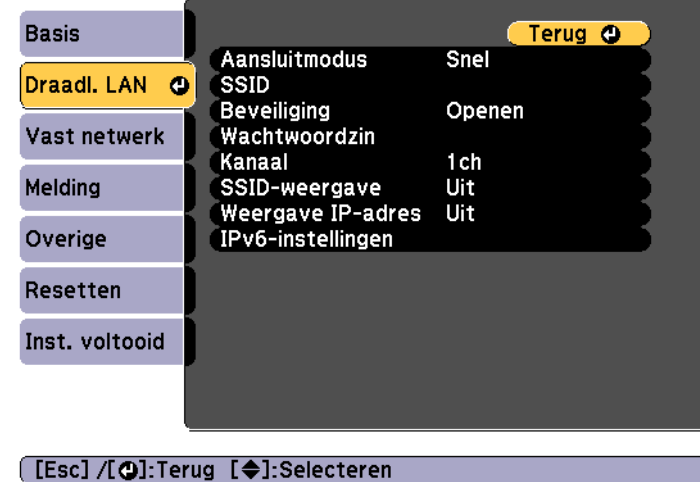 Basis
Draadl. LAN
Vast netwerk
Melding
Overige
Resetten
Inst. voltooid
Terug
Aansluitmodus Snel
SSID
Beveiliging Openen
Wachtwoordzin
Kanaal 1ch
SSID-weergave Uit
Weergave IP-adres Uit
IPv6-instellingen
[Esc] /[⏎]:Terug [◆]:Selecteren